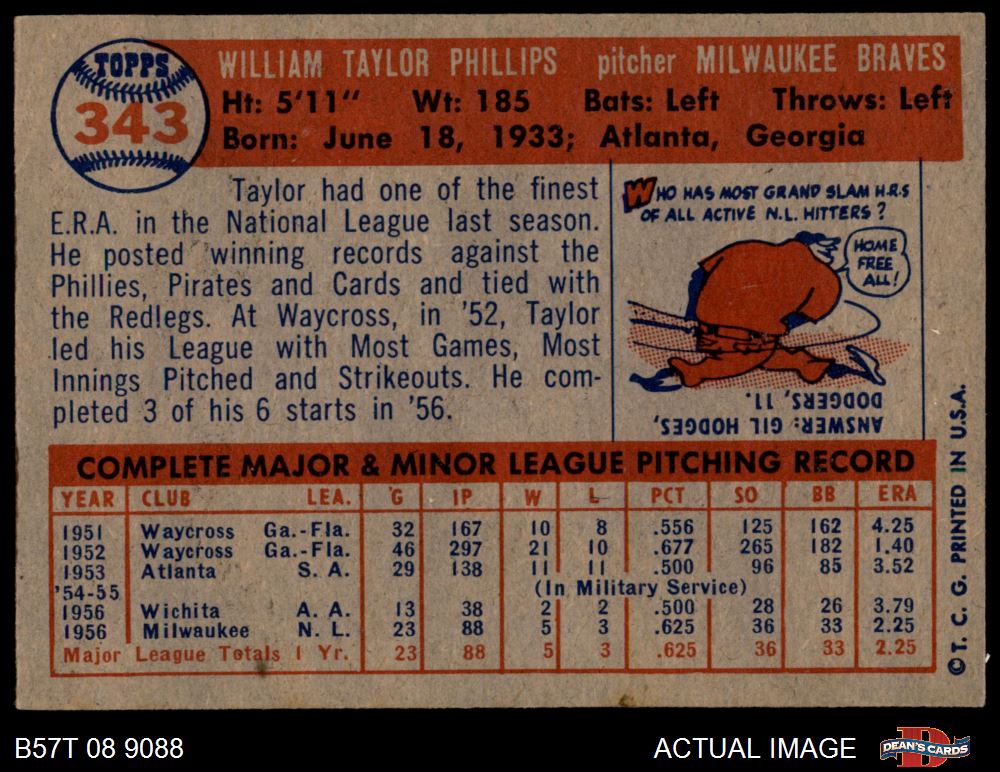 TOPPS
343
WILLIAM TAYLOR PHILLIPS pitcher MILWAUKEE BRAVES
Ht: 5'11" Wt: 185 Bats: Left Throws: Left
Born: June 18, 1933; Atlanta, Georgia
Taylor had one of the finest
E.R.A. in the National League last season.
He posted winning records against the
Phillies, Pirates and Cards and tied with
the Redlegs. At Waycross, in '52, Taylor
led his League with Most Games, Most
Innings Pitched and Strikeouts. He com-
pleted 3 of his 6 starts in '56.
WHO HAS MOST GRAND SLAM H.R.S
OF ALL ACTIVE N.L. HITTERS?
HOME
FREE
ALL!
ANSWER: GIL HODGES,
DODGERS, 11.
COMPLETE MAJOR & MINOR LEAGUE PITCHING RECORD
YEAR CLUB LEA. G IP W L PCT SO BB ERA
1951 Waycross Ga.-Fla. 32 167 10 8 .556 125 162 4.25
1952 Waycross Ga.-Fla. 46 297 21 10 .677 265 182 1.40
1953 Atlanta S. A. 29 138 11 11 .500 96 85 3.52
'54-55 (In Military Service)
1956 Wichita A. A. 13 38 2 2 .500 28 26 3.79
1956 Milwaukee N. L. 23 88 5 3 .625 36 33 2.25
Major League Totals 1 Yr. 23 88 5 3 .625 36 33 2.25
©T. C. G. PRINTED IN U.S.A.
B57T 08 9088
ACTUAL IMAGE
D
DEAN'S CARDS